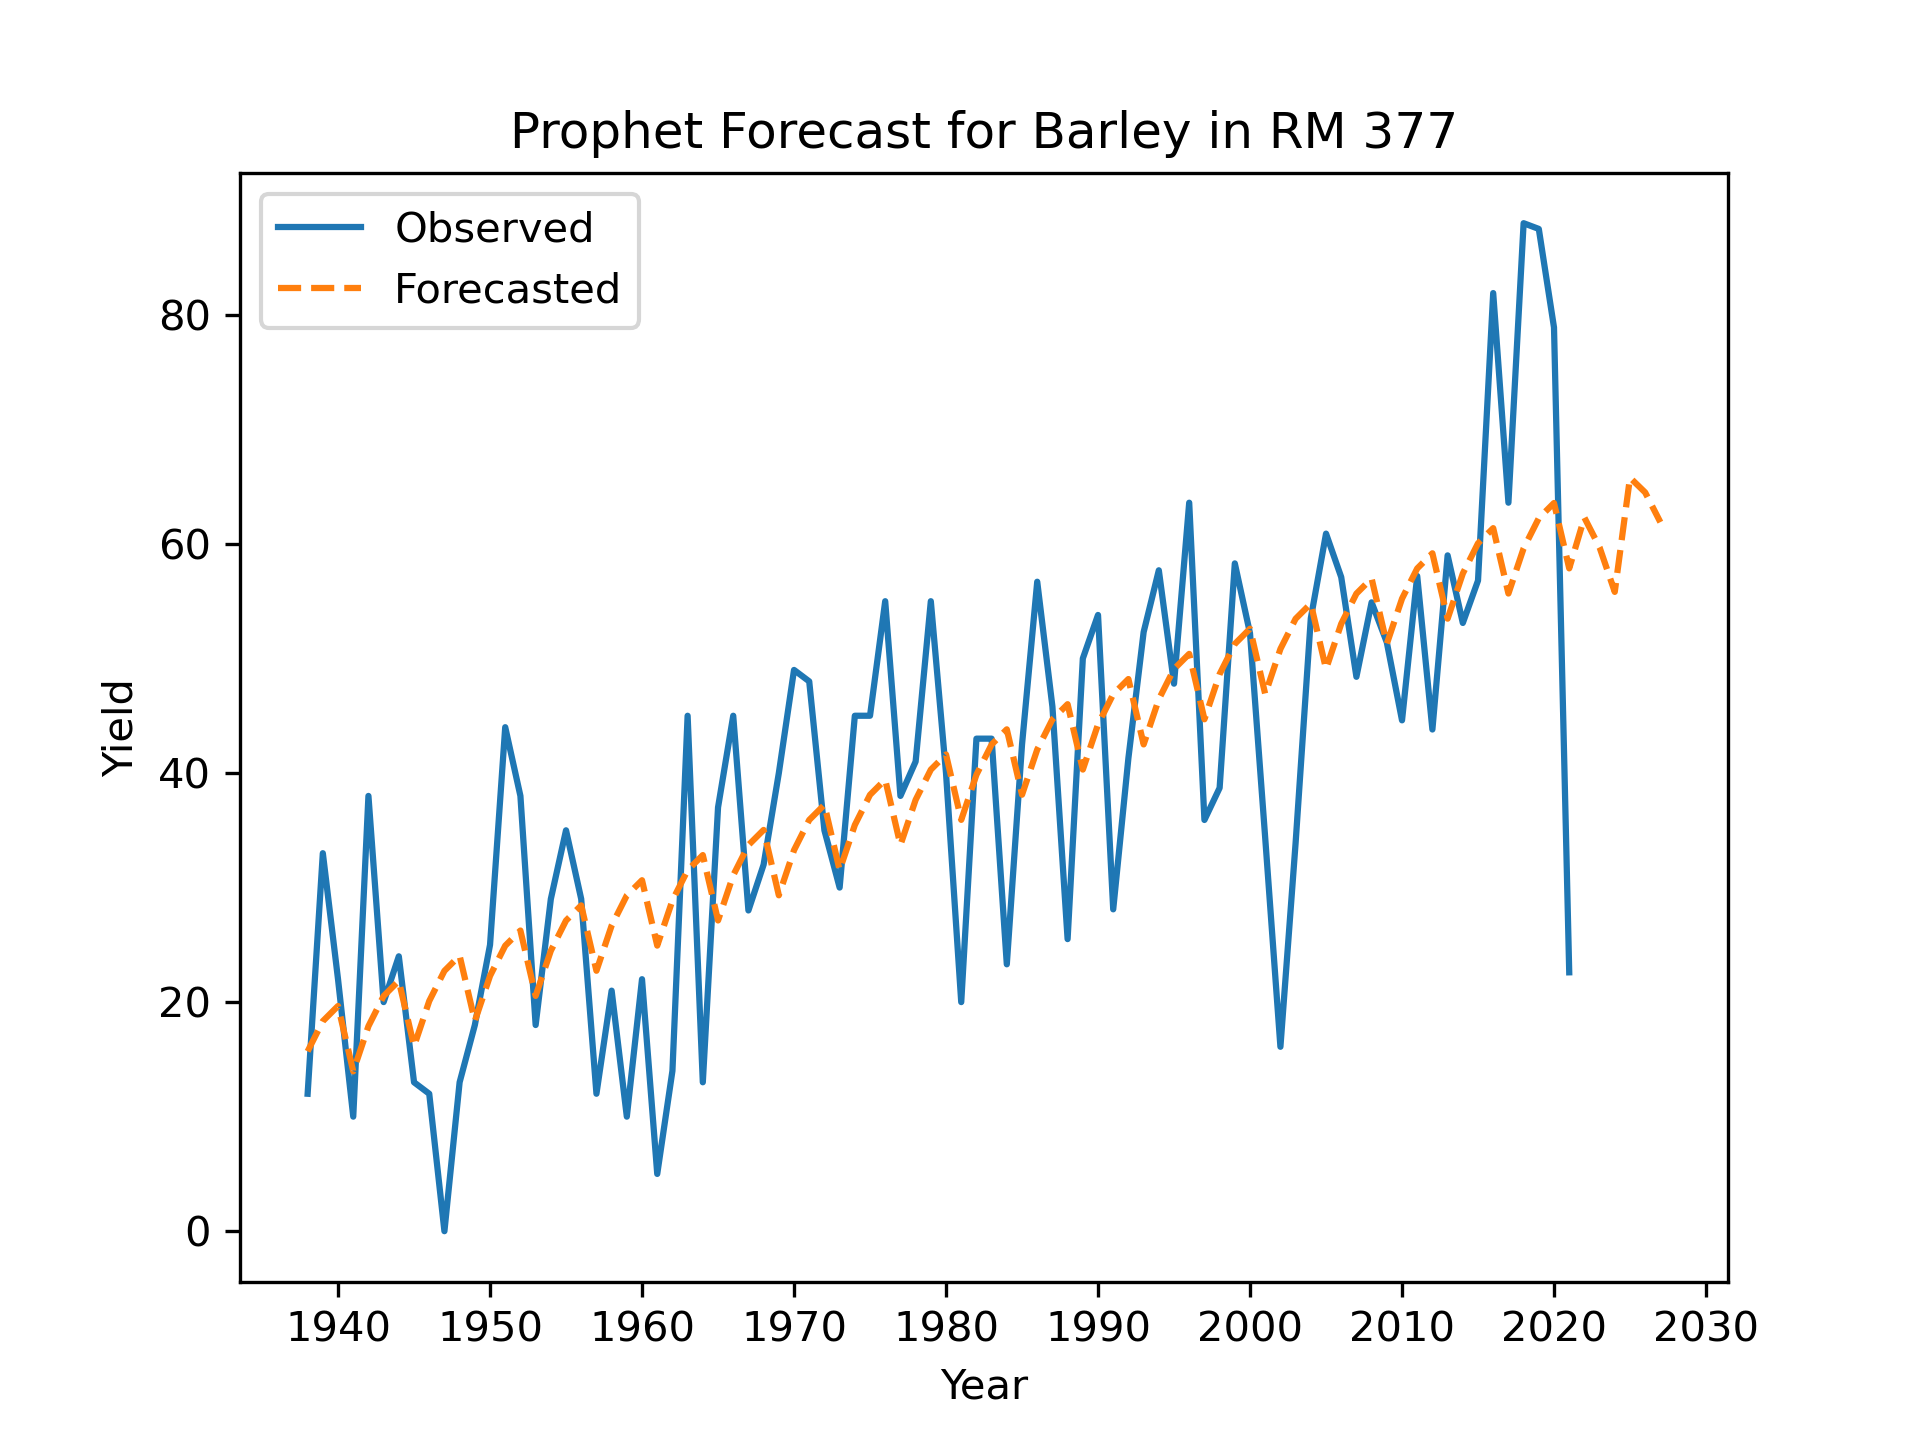 Prophet Forecast for Barley in RM 377
Observed
Forecasted
80
60
40
20
0
Yield
1940 1950 1960 1970 1980 1990 2000 2010 2020 2030
Year